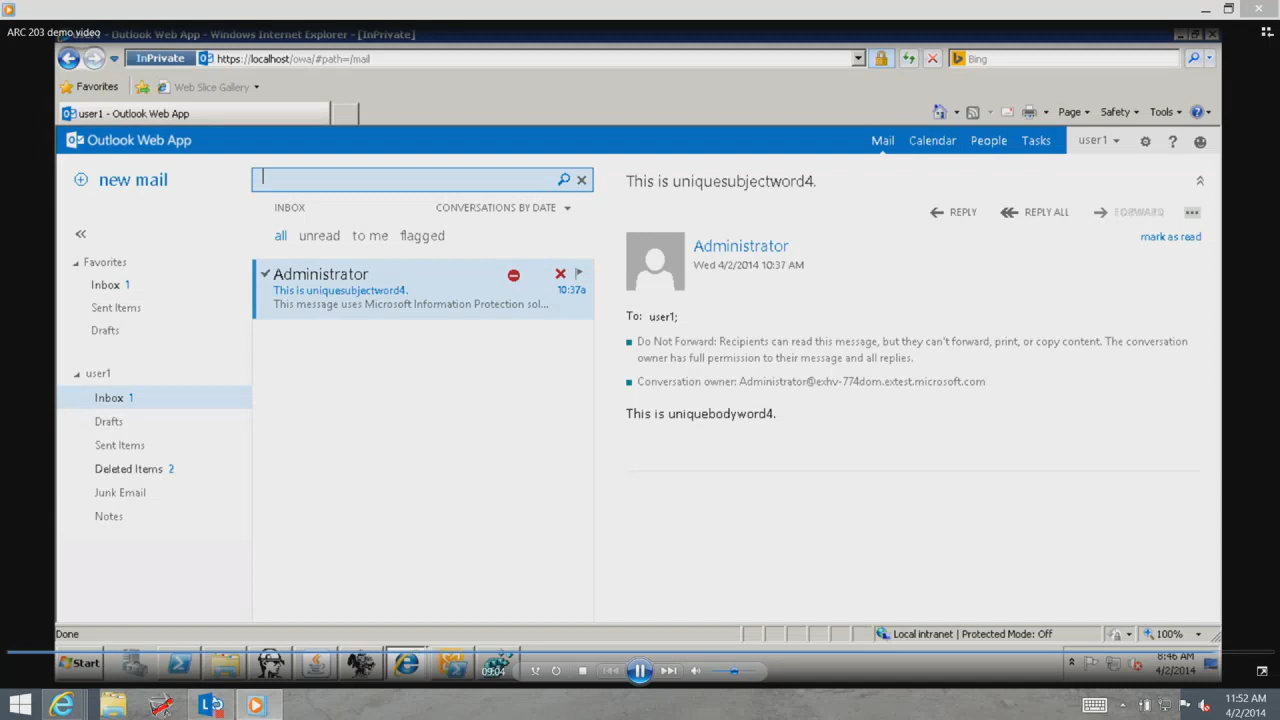 ARC 203 demo video
Outlook Web App - Windows Internet Explorer - [InPrivate]
InPrivate https://localhost/owa/#path=/mail Bing
Favorites Web Slice Gallery
user1 - Outlook Web App Page Safety Tools
Outlook Web App Mail Calendar People Tasks user1
new mail
INBOX CONVERSATIONS BY DATE
all unread to me flagged
Favorites
Inbox 1
Sent Items
Drafts
user1
Inbox 1
Drafts
Sent Items
Deleted Items 2
Junk Email
Notes
Administrator
This is uniquesubjectword4. 10:37a
This message uses Microsoft Information Protection sol...
This is uniquesubjectword4.
REPLY REPLY ALL FORWARD
mark as read
Administrator
Wed 4/2/2014 10:37 AM
To: user1;
Do Not Forward: Recipients can read this message, but they can't forward, print, or copy content. The conversation
owner has full permission to their message and all replies.
Conversation owner: Administrator@exhv-774dom.extest.microsoft.com
This is uniquebodyword4.
Done Local intranet | Protected Mode: Off 100%
Start 09:04 8:46 AM
4/2/2014
11:52 AM
4/2/2014